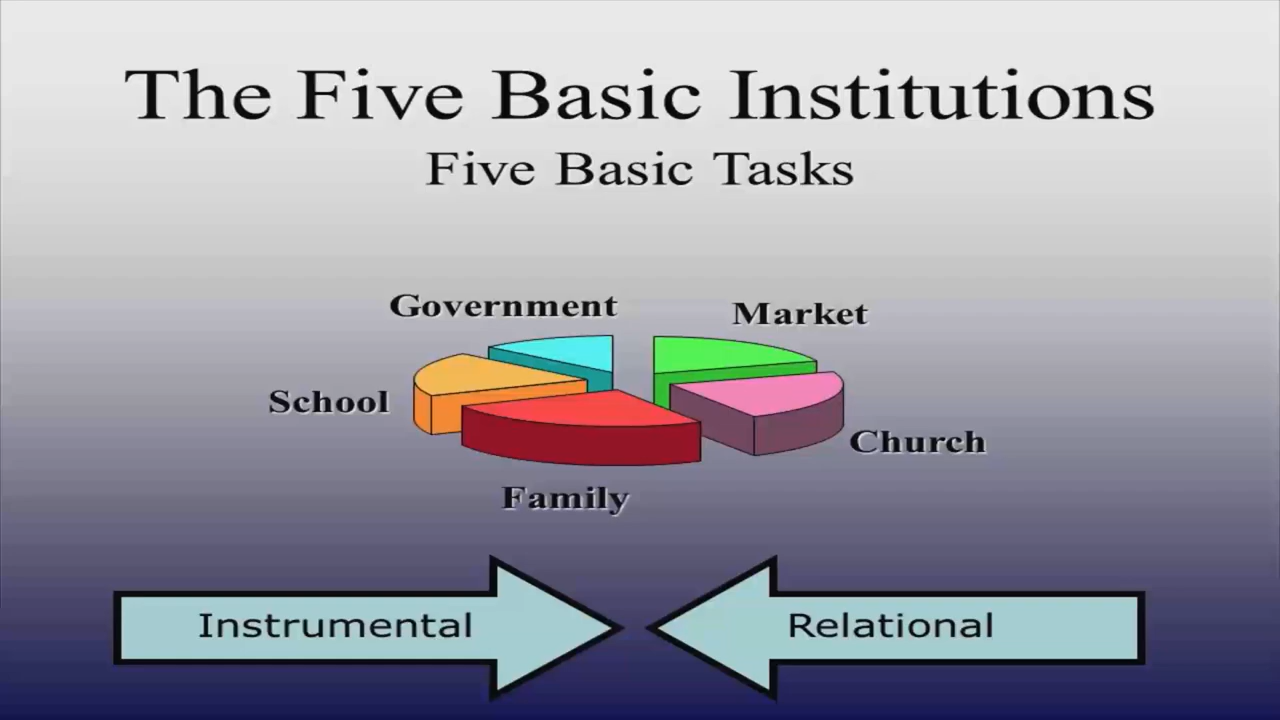 The Five Basic Institutions
Five Basic Tasks
Government
Market
School
Church
Family
Instrumental
Relational